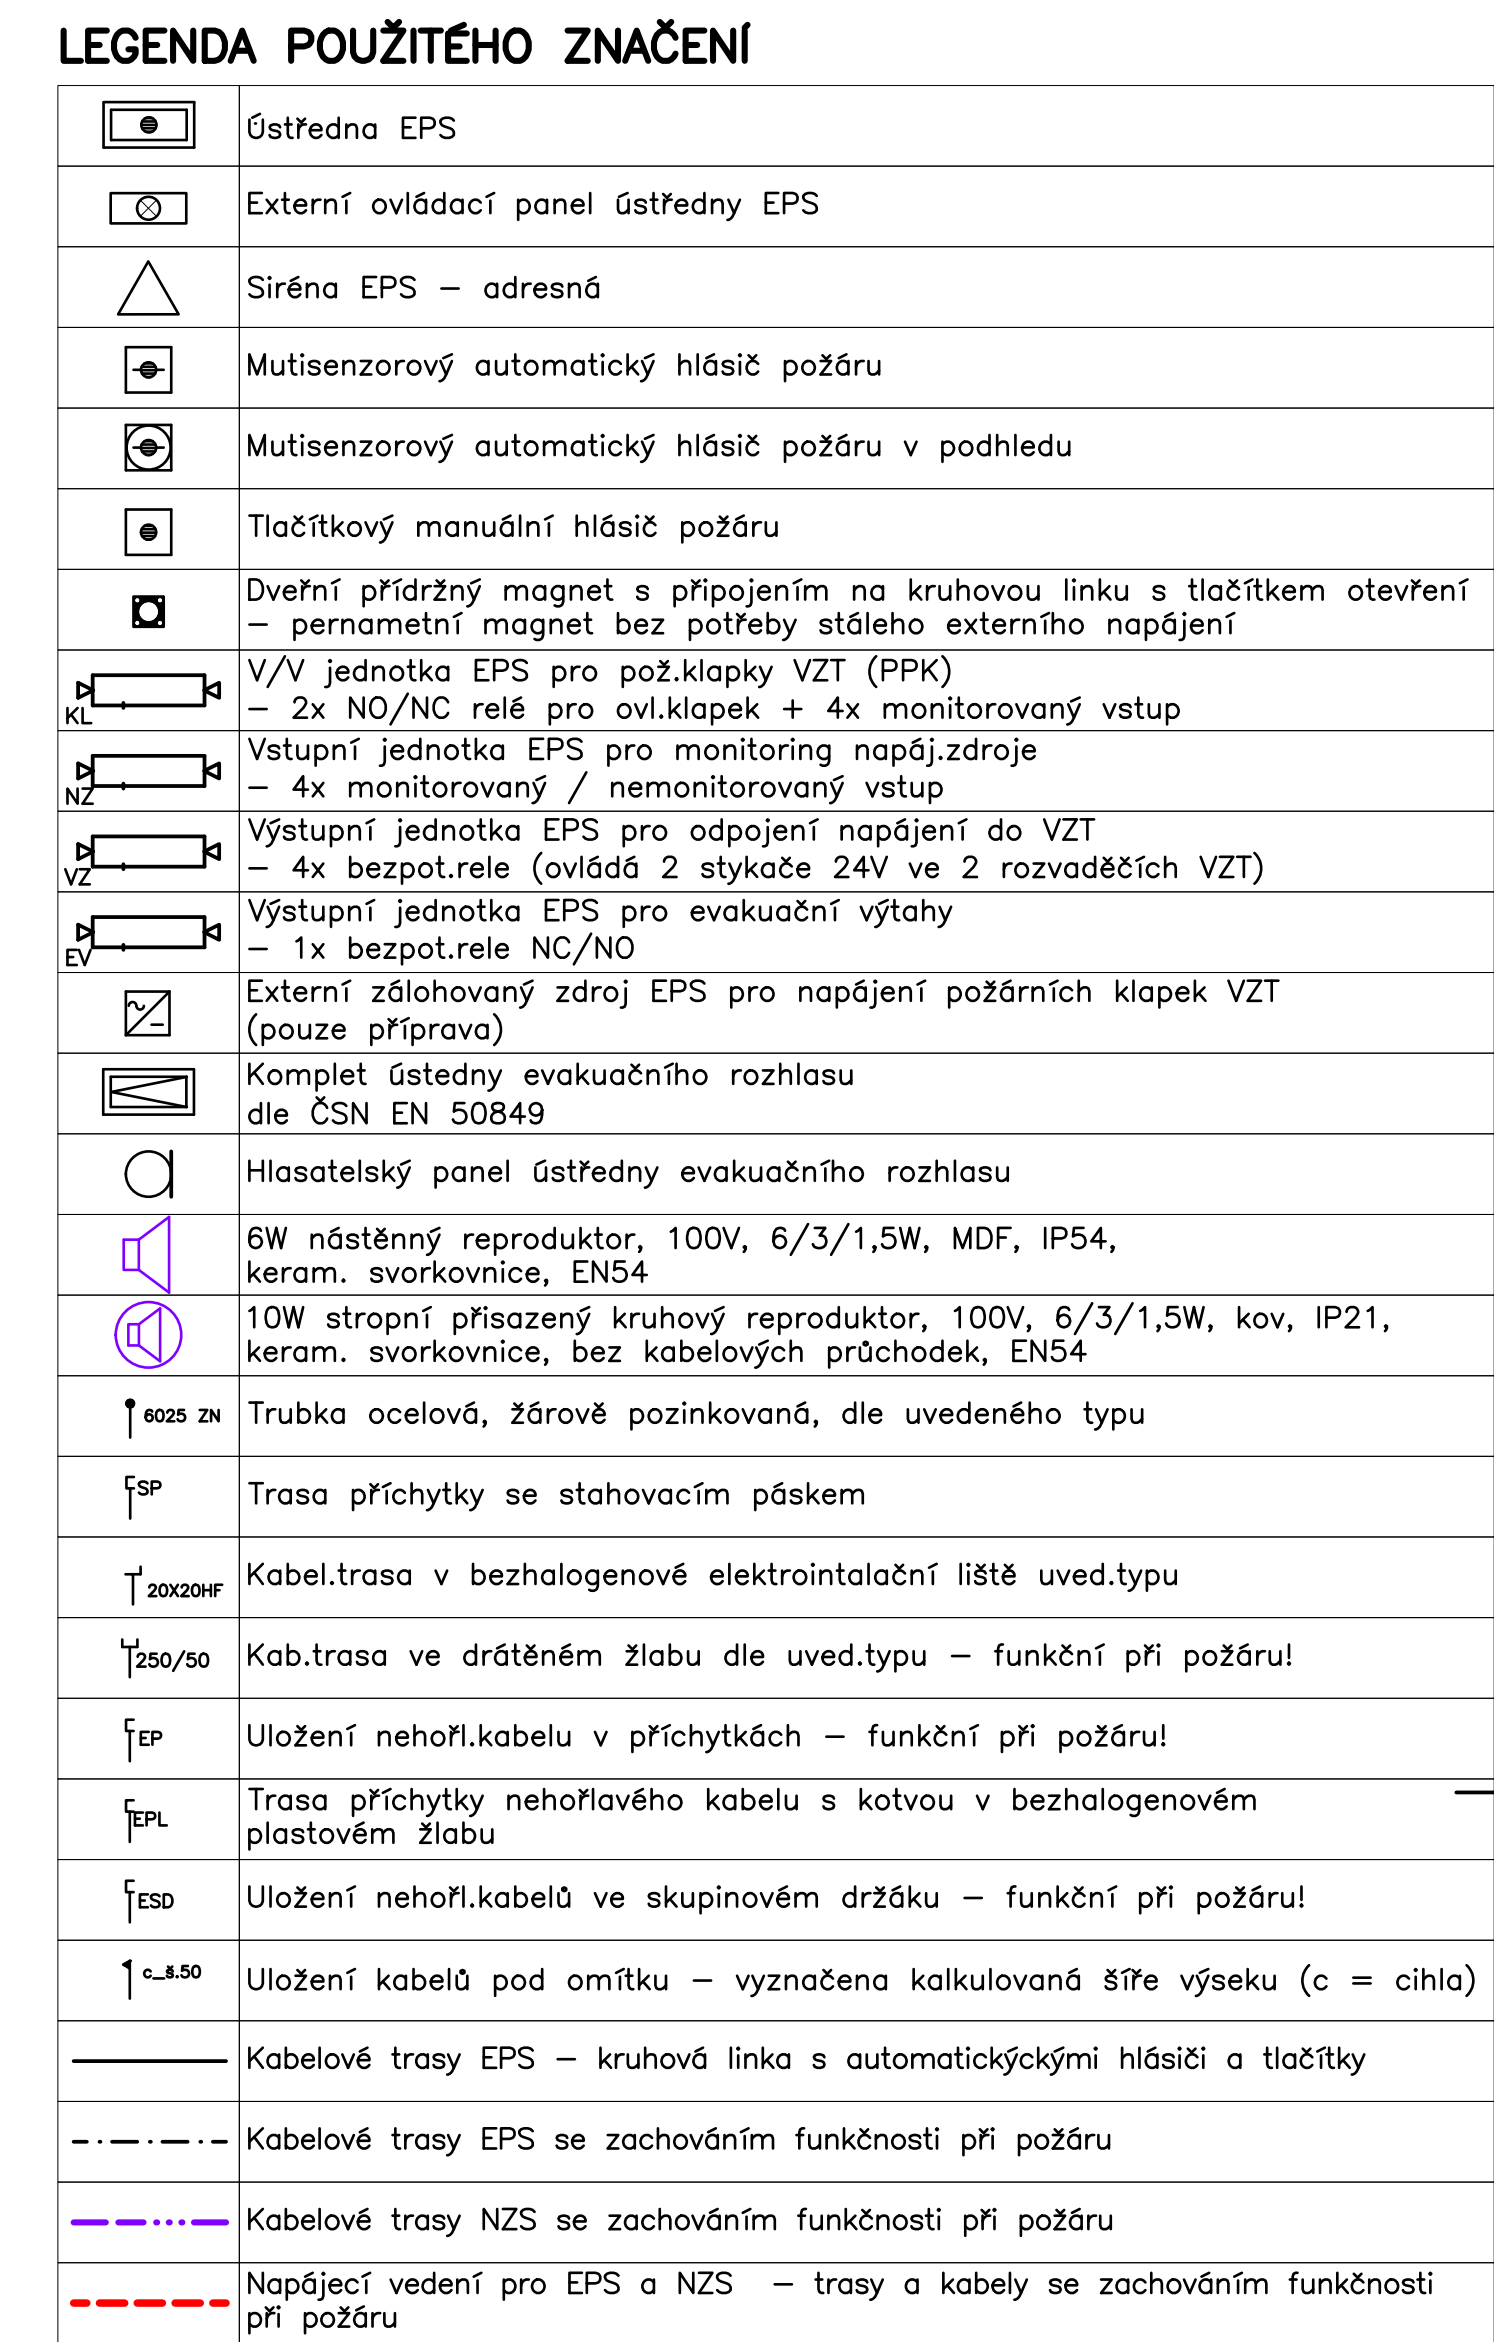 LEGENDA POUŽITÉHO ZNAČENÍ
Ústředna EPS
Externí ovládací panel ústředny EPS
Siréna EPS – adresná
Mutisenzorový automatický hlásič požáru
Mutisenzorový automatický hlásič požáru v podhledu
Tlačítkový manuální hlásič požáru
Dveřní přídržný magnet s připojením na kruhovou linku s tlačítkem otevření
– pernametní magnet bez potřeby stáleho externího napájení
KL
V/V jednotka EPS pro pož.klapky VZT (PPK)
– 2x NO/NC relé pro ovl.klapek + 4x monitorovaný vstup
NZ
Vstupní jednotka EPS pro monitoring napáj.zdroje
– 4x monitorovaný / nemonitorovaný vstup
VZ
Výstupní jednotka EPS pro odpojení napájení do VZT
– 4x bezpot.rele (ovládá 2 stykače 24V ve 2 rozvaděčích VZT)
EV
Výstupní jednotka EPS pro evakuační výtahy
– 1x bezpot.rele NC/NO
Externí zálohovaný zdroj EPS pro napájení požárních klapek VZT
(pouze příprava)
Komplet ústedny evakuačního rozhlasu
dle ČSN EN 50849
Hlasatelský panel ústředny evakuačního rozhlasu
6W nástěnný reproduktor, 100V, 6/3/1,5W, MDF, IP54,
keram. svorkovnice, EN54
10W stropní přisazený kruhový reproduktor, 100V, 6/3/1,5W, kov, IP21,
keram. svorkovnice, bez kabelových průchodek, EN54
6025 ZN Trubka ocelová, žárově pozinkovaná, dle uvedeného typu
SP Trasa příchytky se stahovacím páskem
20X20HF Kabel.trasa v bezhalogenové elektrointalační liště uved.typu
250/50 Kab.trasa ve drátěném žlabu dle uved.typu – funkční při požáru!
EP Uložení nehořl.kabelu v příchytkách – funkční při požáru!
EPL
Trasa příchytky nehořlavého kabelu s kotvou v bezhalogenovém
plastovém žlabu
ESD Uložení nehořl.kabelů ve skupinovém držáku – funkční při požáru!
c_š.50 Uložení kabelů pod omítku – vyznačena kalkulovaná šíře výseku (c = cihla)
Kabelové trasy EPS – kruhová linka s automatickýckými hlásiči a tlačítky
Kabelové trasy EPS se zachováním funkčnosti při požáru
Kabelové trasy NZS se zachováním funkčnosti při požáru
Napájecí vedení pro EPS a NZS – trasy a kabely se zachováním funkčnosti
při požáru